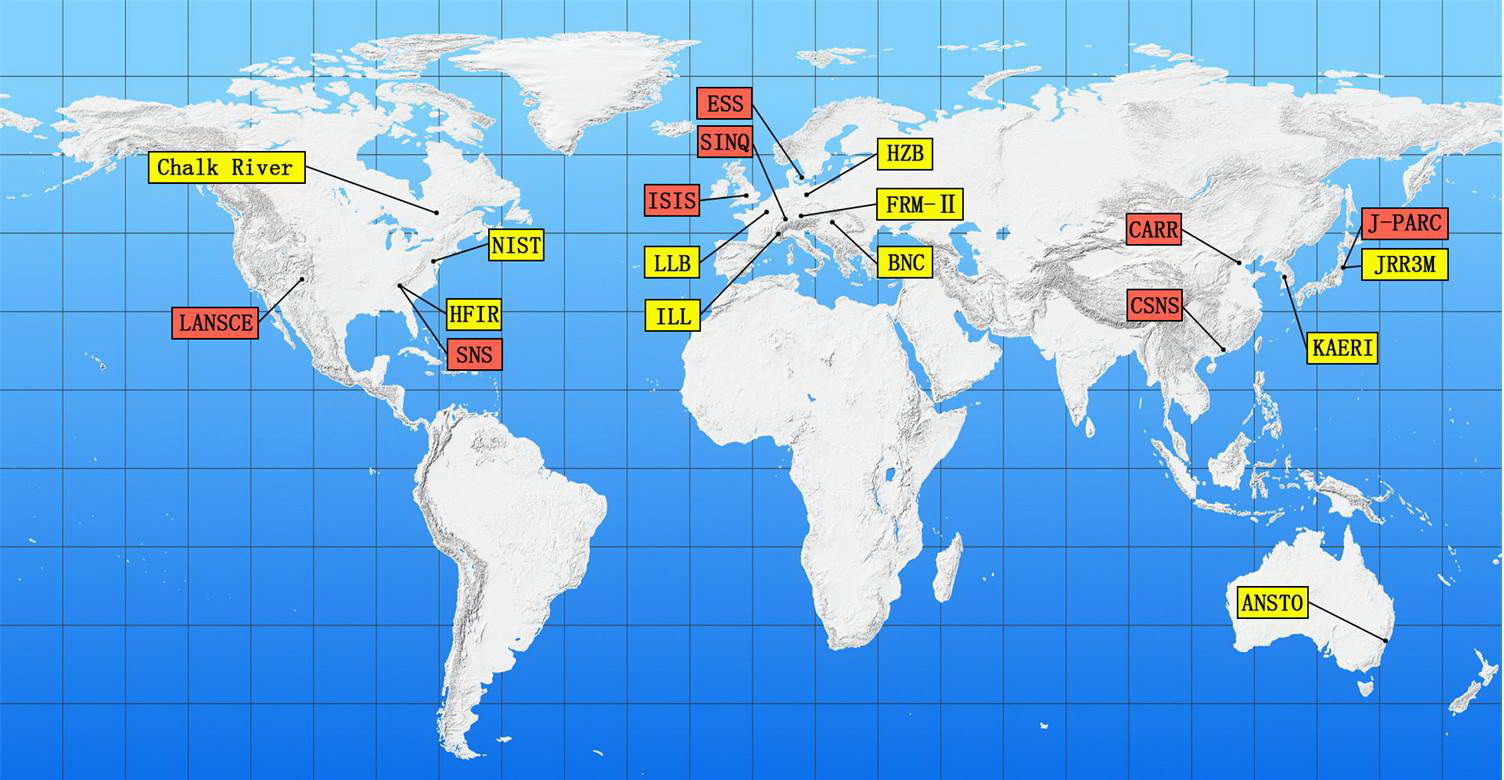 ESS
SINQ
HZB
Chalk River
ISIS
FRM-Ⅱ
CARR
J-PARC
NIST
LLB
BNC
JRR3M
LANSCE
HFIR
ILL
CSNS
SNS
KAERI
ANSTO